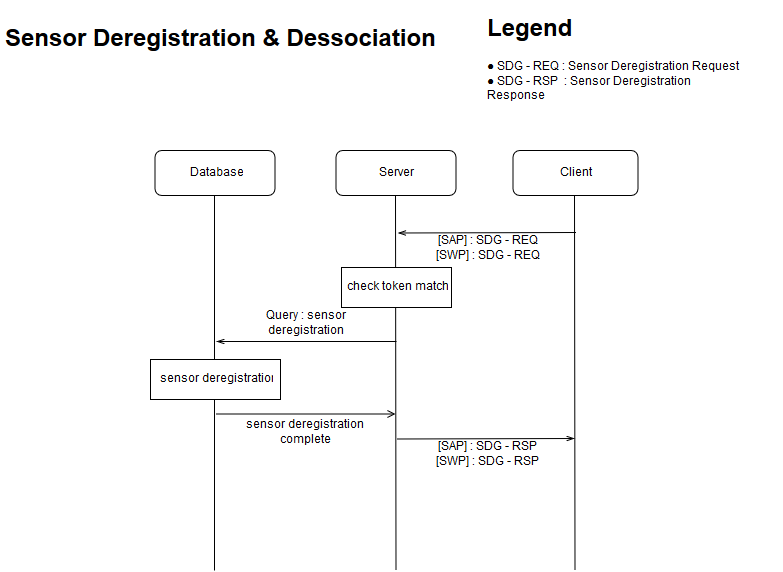 Sensor Deregistration & Dessociation
Legend
● SDG - REQ : Sensor Deregistration Request
● SDG - RSP : Sensor Deregistration
Response
Database
Server
Client
[SAP] : SDG - REQ
[SWP] : SDG - REQ
check token match
Query : sensor
deregistration
sensor deregistration
sensor deregistration
complete
[SAP] : SDG - RSP
[SWP] : SDG - RSP